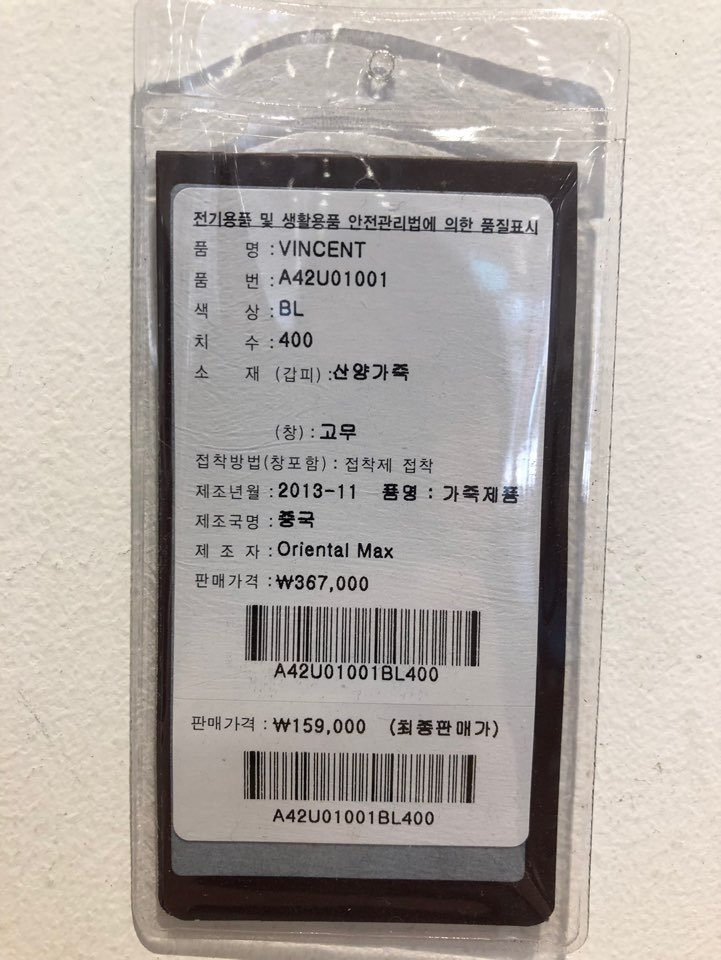 전기용품 및 생활용품 안전관리법에 의한 품질표시
품 명 : VINCENT
품 번 : A42U01001
색 상 : BL
치 수 : 400
소 재 (갑피) : 산양가죽
(창) : 고무
접착방법(창포함) : 접착제 접착
제조년월 : 2013-11 품명 : 가죽제품
제조국명 : 중국
제 조 자 : Oriental Max
판매가격 : ₩367,000
A42U01001BL400
판매가격 : ₩159,000 (최종판매가)
A42U01001BL400